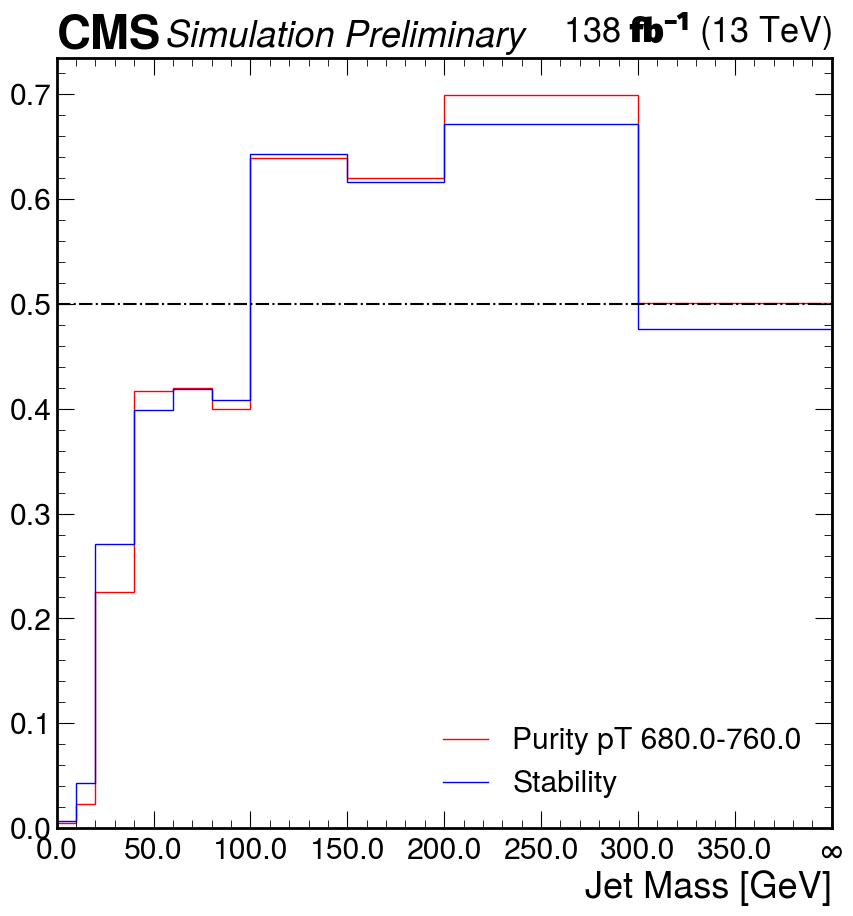 CMS Simulation Preliminary 138 fb⁻¹ (13 TeV)
0.7
0.6
0.5
0.4
0.3
0.2
0.1
0.0
Purity pT 680.0-760.0
Stability
0.0 50.0 100.0 150.0 200.0 250.0 300.0 350.0 ∞
Jet Mass [GeV]